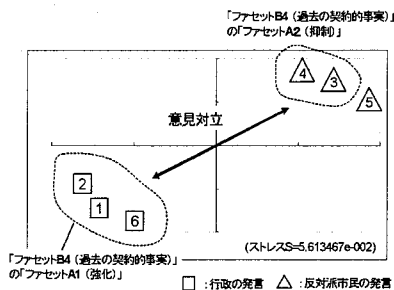 「ファセットB4（過去の契約的事実）」
の「ファセットA2（抑制）」
4
3
5
意見対立
2
1
6
(ストレスS=5.613467e-002)
「ファセットB4（過去の契約的事実）」
の「ファセットA1（強化）」
□ :行政の発言 △ :反対派市民の発言